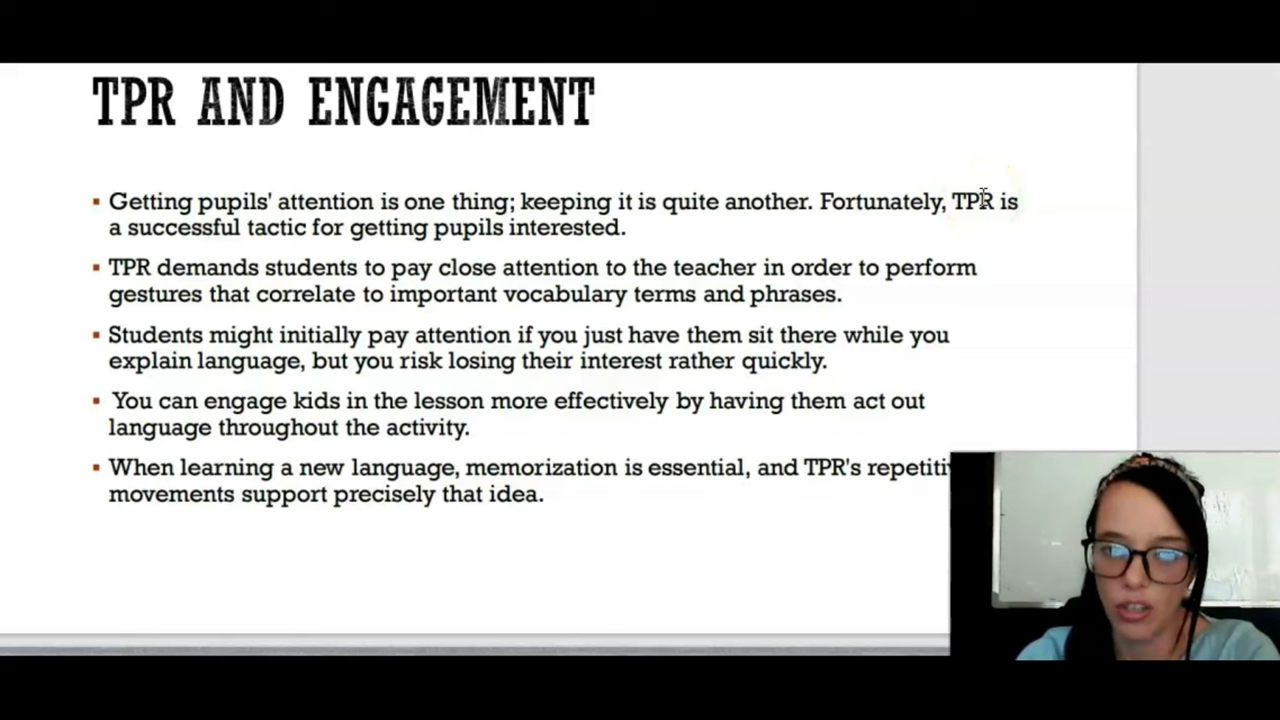 TPR AND ENGAGEMENT
▪ Getting pupils' attention is one thing; keeping it is quite another. Fortunately, TPR is
a successful tactic for getting pupils interested.
▪ TPR demands students to pay close attention to the teacher in order to perform
gestures that correlate to important vocabulary terms and phrases.
▪ Students might initially pay attention if you just have them sit there while you
explain language, but you risk losing their interest rather quickly.
▪ You can engage kids in the lesson more effectively by having them act out
language throughout the activity.
▪ When learning a new language, memorization is essential, and TPR's
movements support precisely that idea.